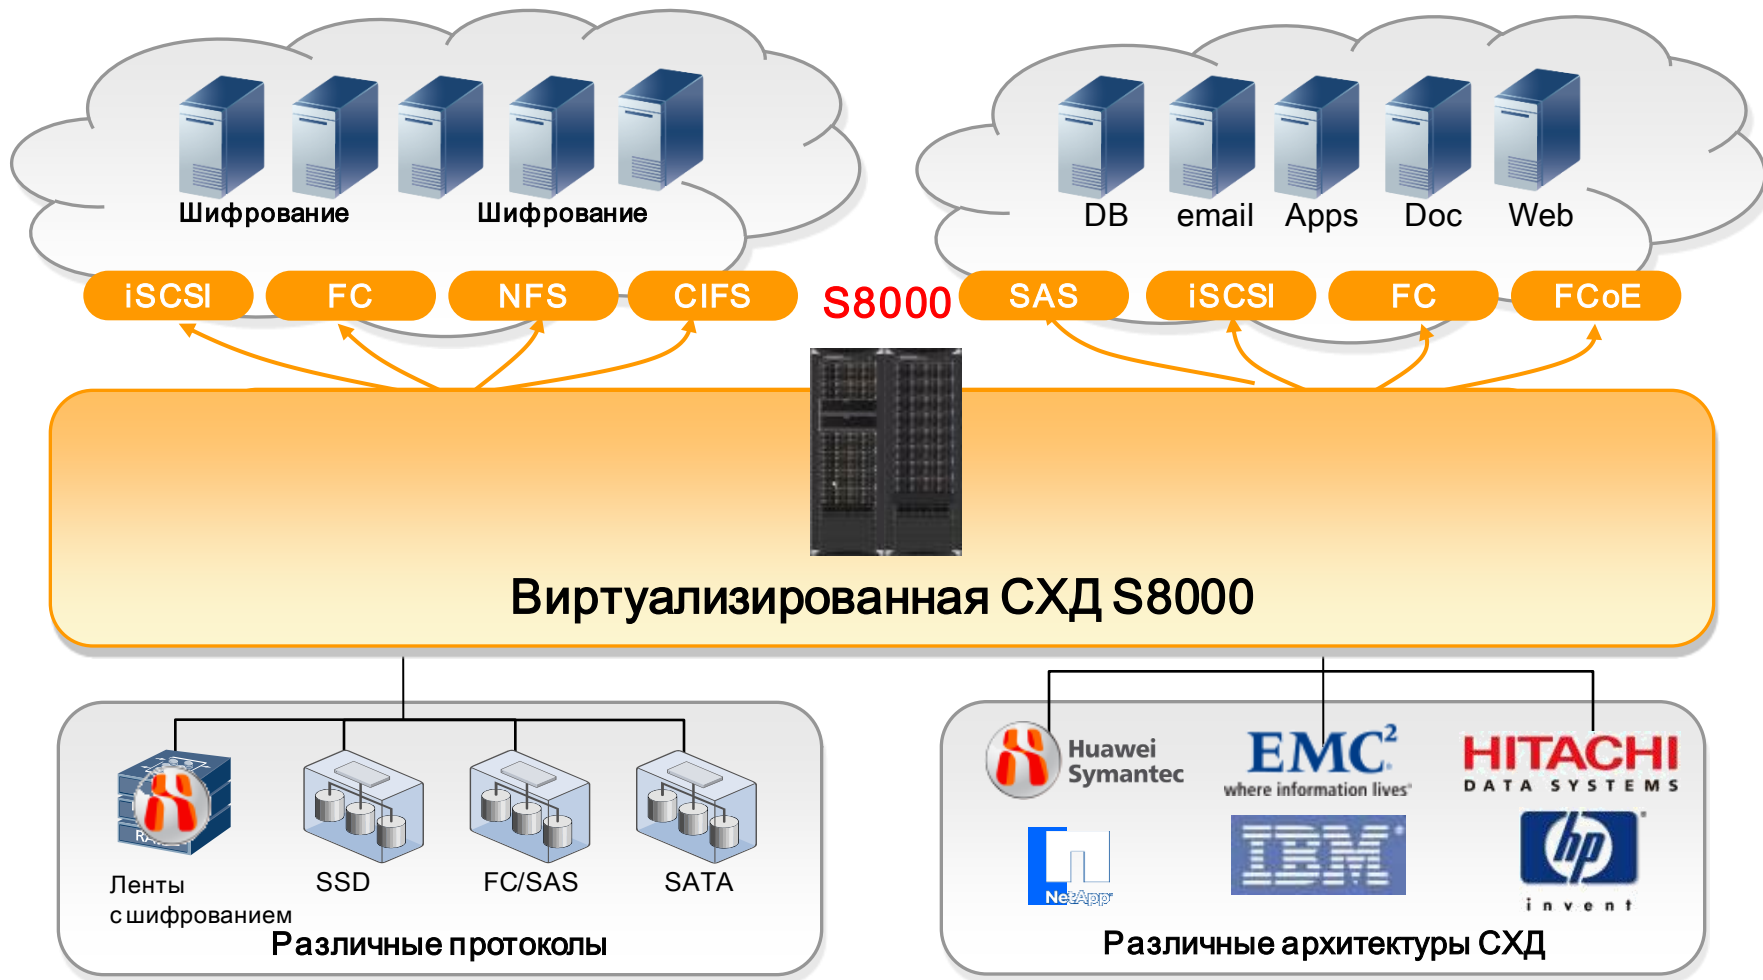 Шифрование Шифрование
DB email Apps Doc Web
iSCSI FC NFS CIFS
S8000
SAS iSCSI FC FCoE
Виртуализированная СХД S8000
Ленты
с шифрованием
SSD FC/SAS SATA
Различные протоколы
Huawei
Symantec
EMC²
where information lives®
HITACHI
DATA SYSTEMS
NetApp
IBM
hp
invent
Различные архитектуры СХД